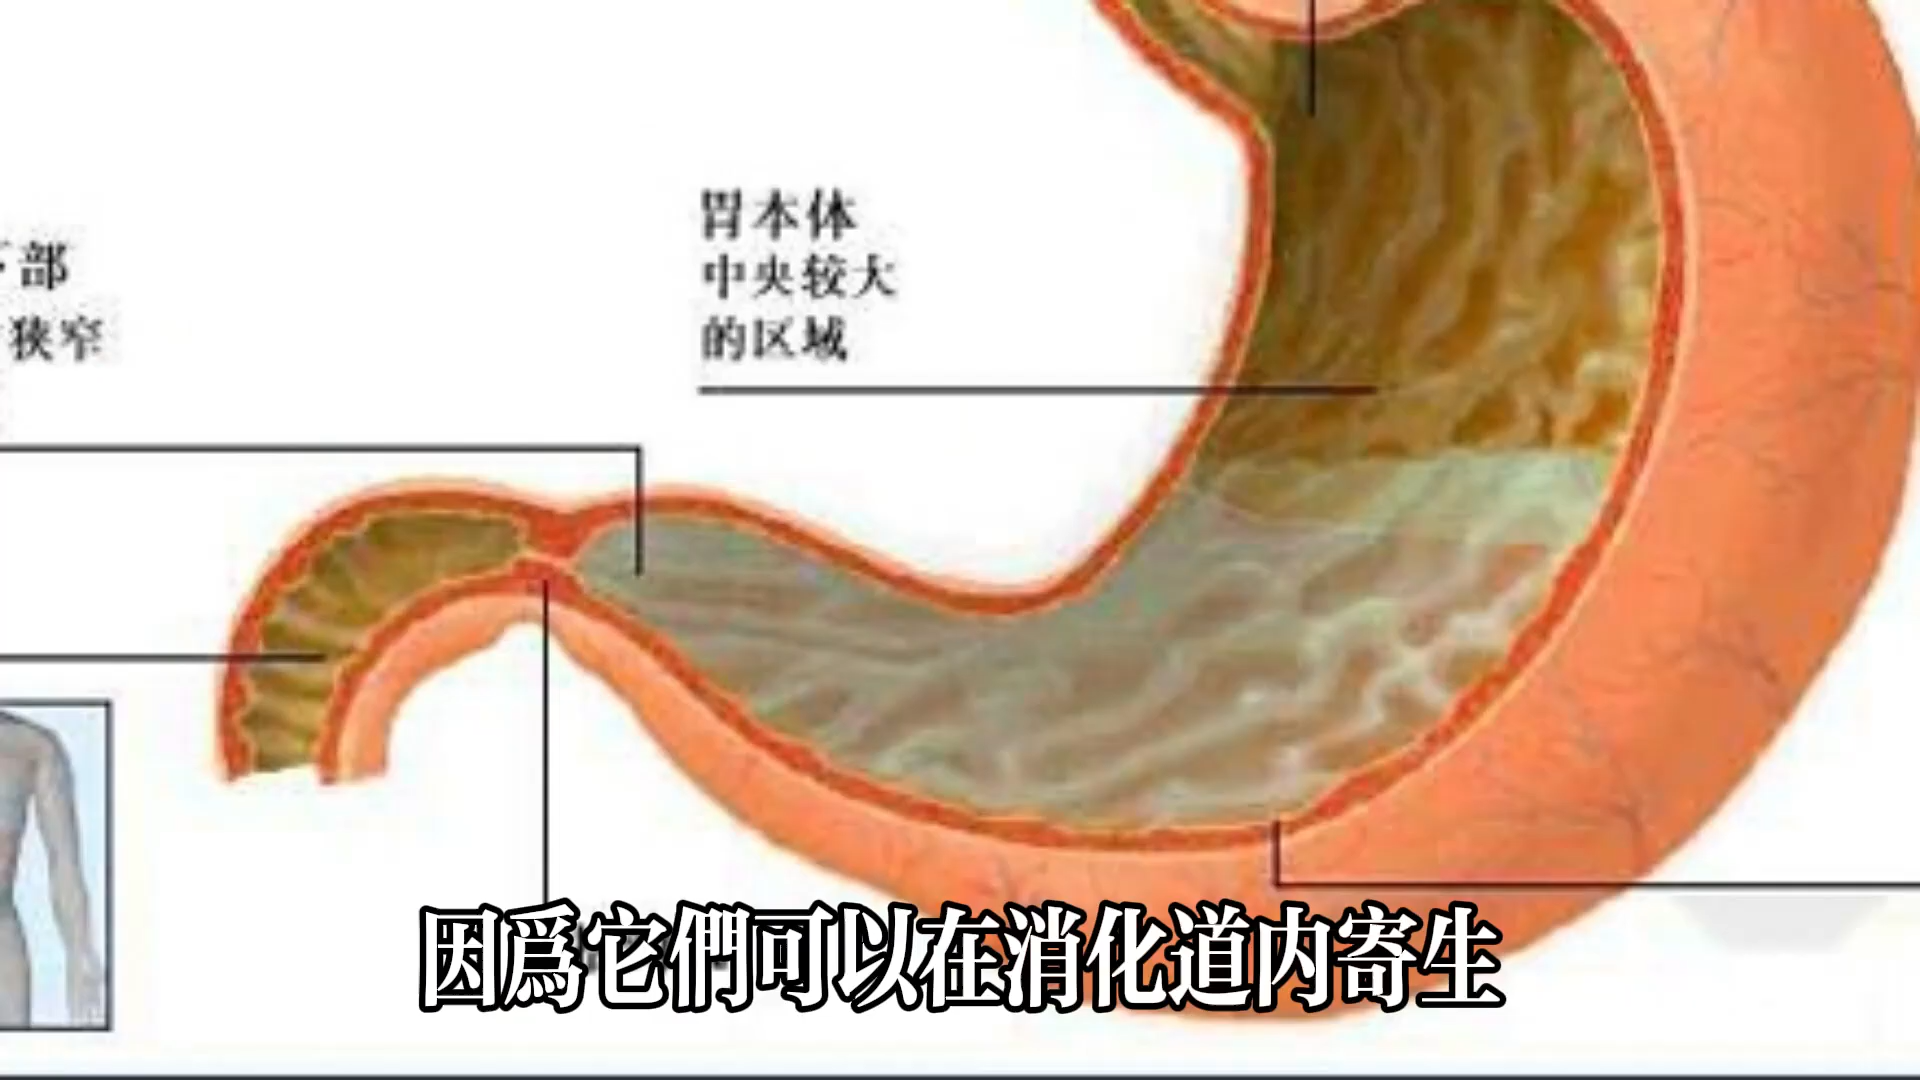 胃本体
中央较大
的区域
下部
狭窄
因爲它們可以在消化道内寄生